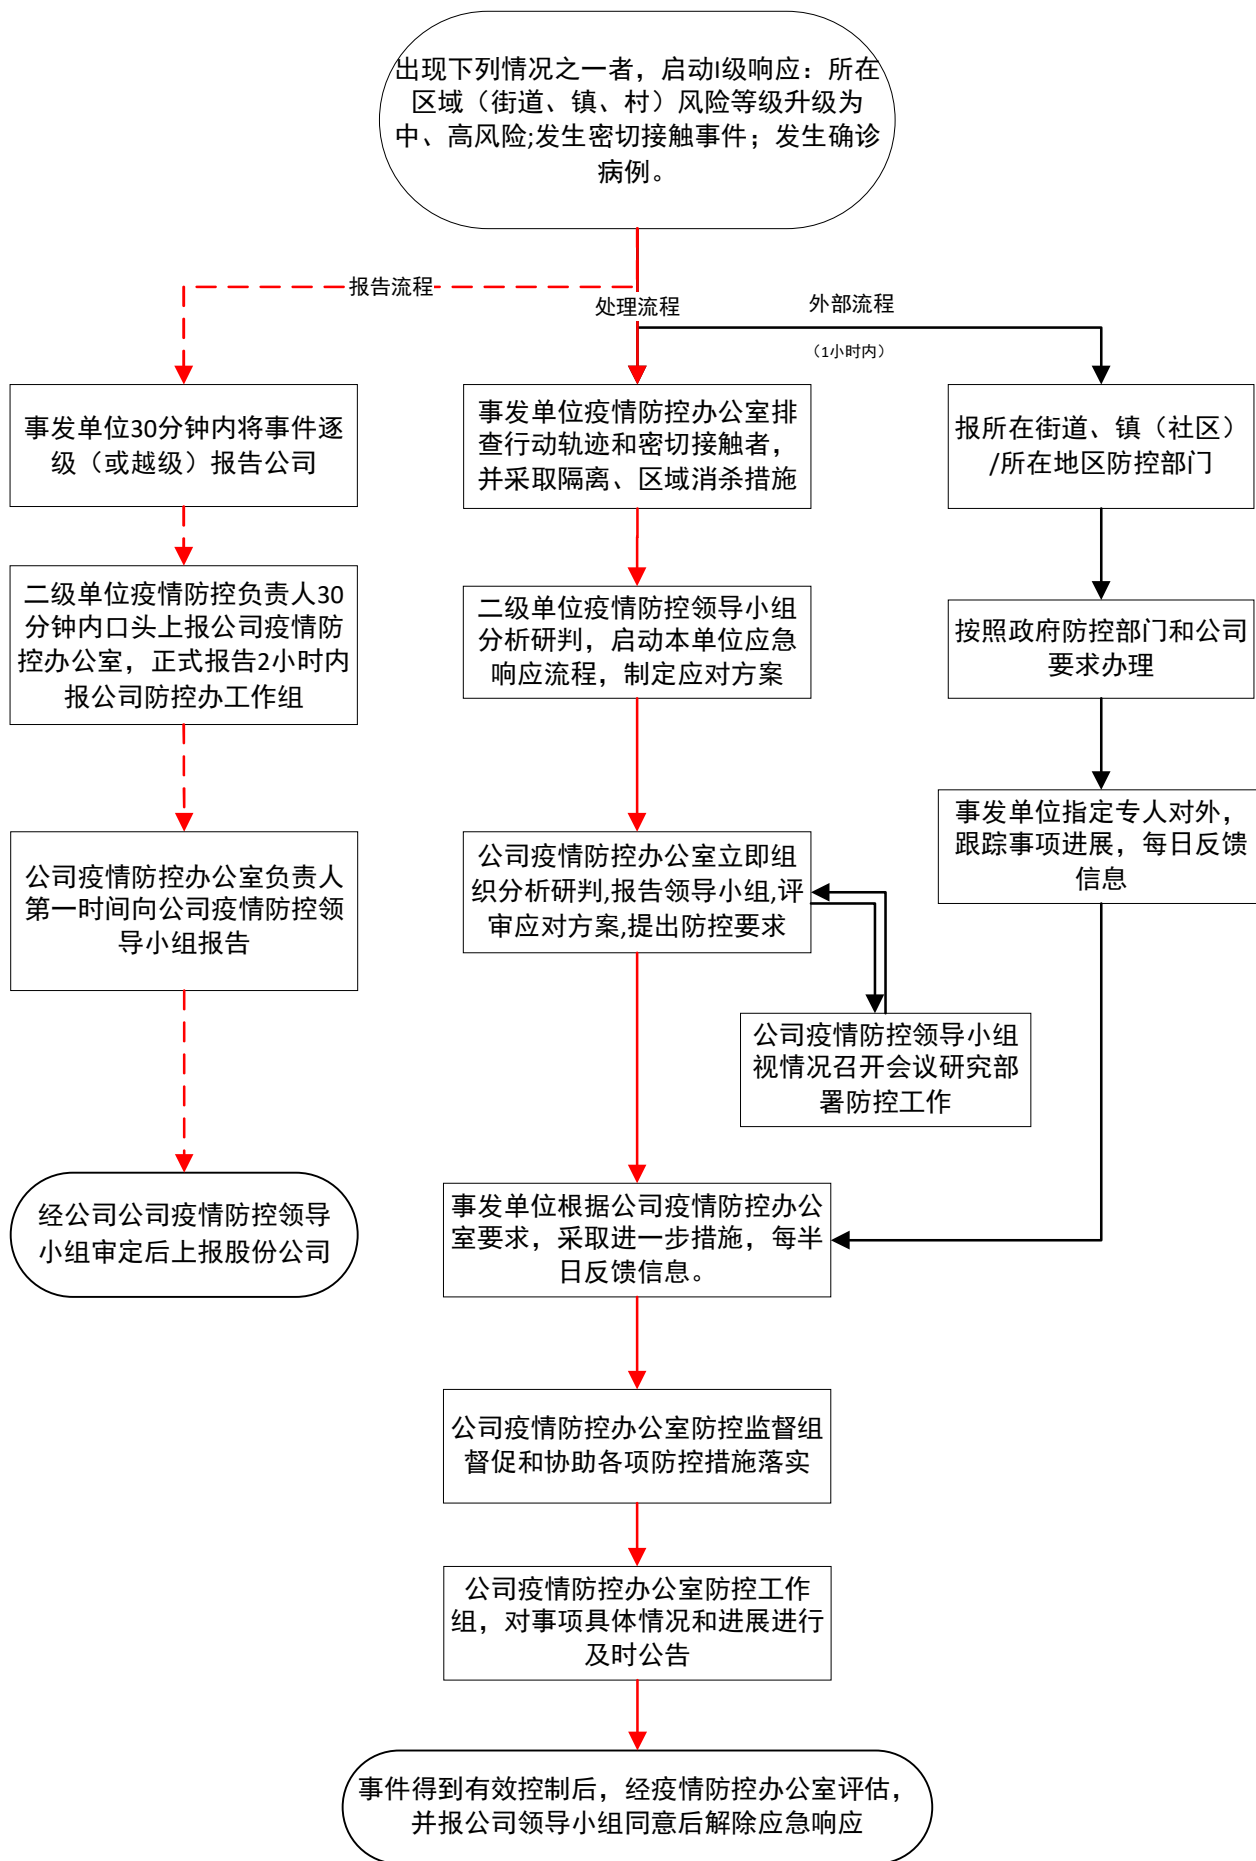 出现下列情况之一者，启动I级响应：所在
区域（街道、镇、村）风险等级升级为
中、高风险;发生密切接触事件；发生确诊
病例。
报告流程
处理流程
外部流程
（1小时内）
事发单位30分钟内将事件逐
级（或越级）报告公司
事发单位疫情防控办公室排
查行动轨迹和密切接触者，
并采取隔离、区域消杀措施
报所在街道、镇（社区）
/所在地区防控部门
二级单位疫情防控负责人30
分钟内口头上报公司疫情防
控办公室，正式报告2小时内
报公司防控办工作组
二级单位疫情防控领导小组
分析研判，启动本单位应急
响应流程，制定应对方案
按照政府防控部门和公司
要求办理
公司疫情防控办公室负责人
第一时间向公司疫情防控领
导小组报告
公司疫情防控办公室立即组
织分析研判,报告领导小组,评
审应对方案,提出防控要求
事发单位指定专人对外，
跟踪事项进展，每日反馈
信息
公司疫情防控领导小组
视情况召开会议研究部
署防控工作
经公司公司疫情防控领导
小组审定后上报股份公司
事发单位根据公司疫情防控办公
室要求，采取进一步措施，每半
日反馈信息。
公司疫情防控办公室防控监督组
督促和协助各项防控措施落实
公司疫情防控办公室防控工作
组，对事项具体情况和进展进行
及时公告
事件得到有效控制后，经疫情防控办公室评估，
并报公司领导小组同意后解除应急响应